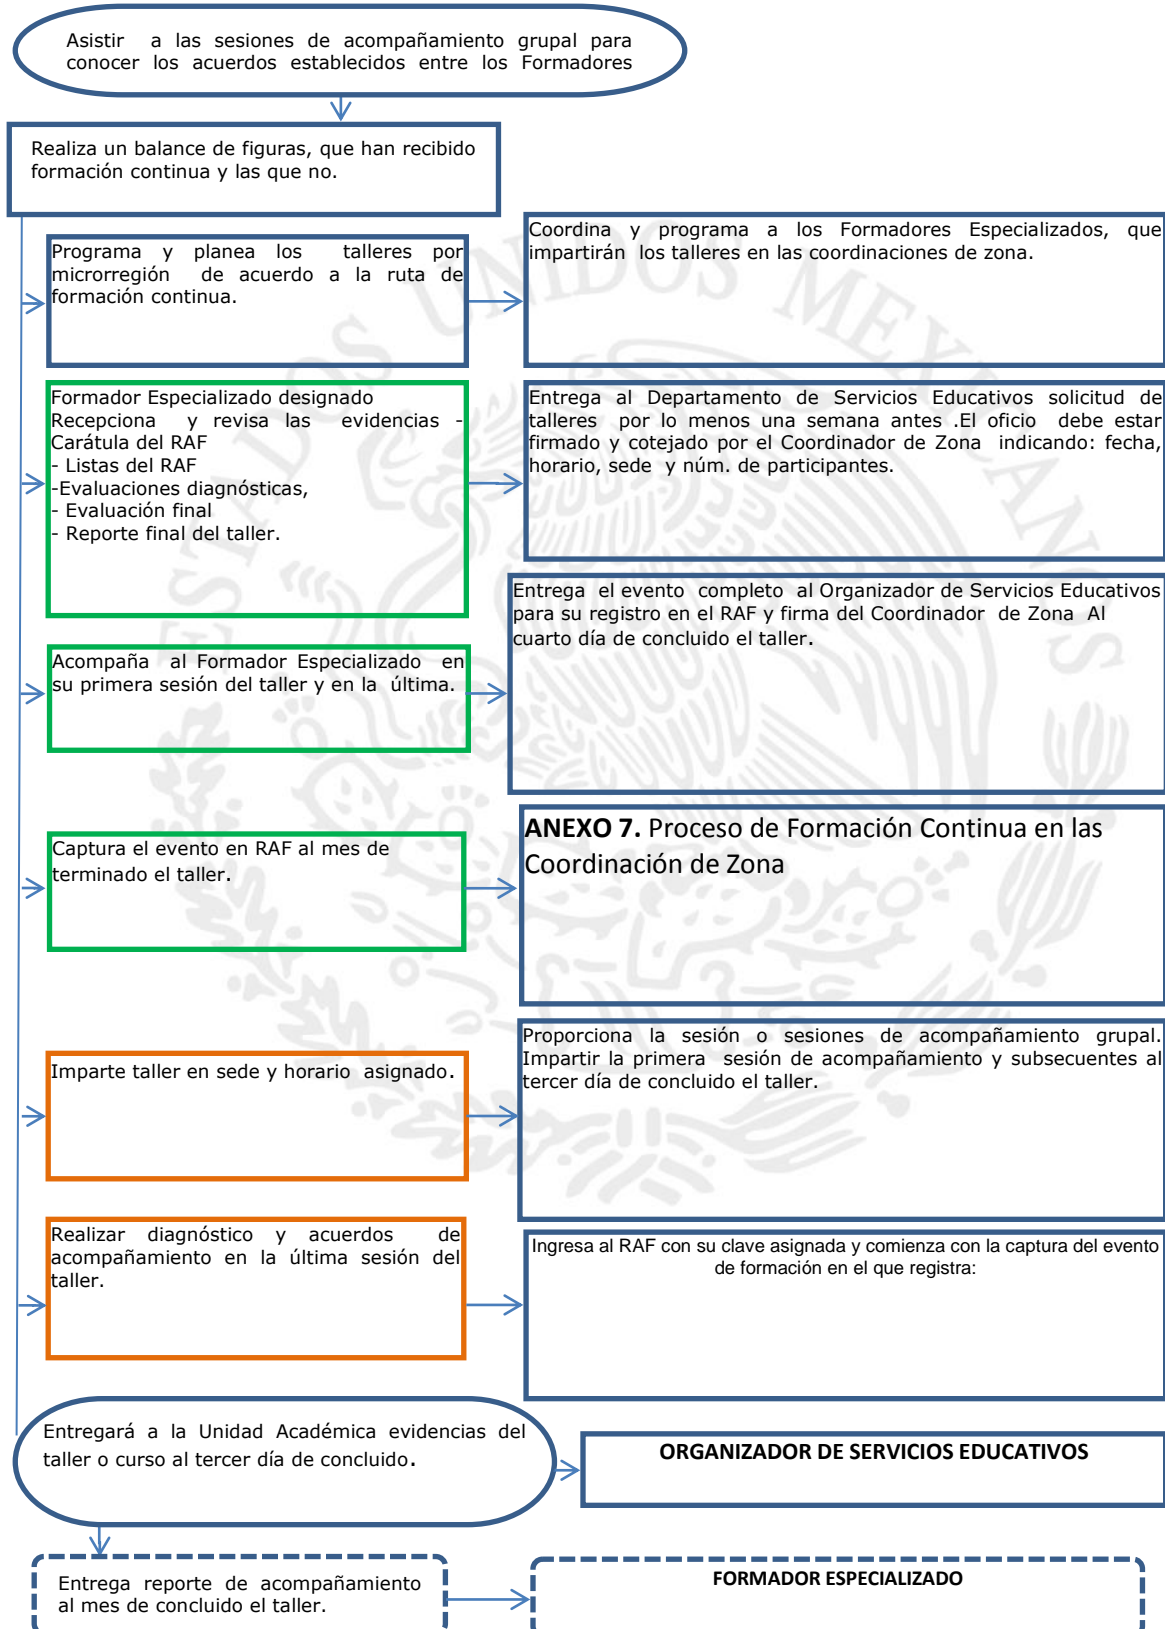 Asistir a las sesiones de acompañamiento grupal para
conocer los acuerdos establecidos entre los Formadores
Realiza un balance de figuras, que han recibido
formación continua y las que no.
Programa y planea los talleres por
microrregión de acuerdo a la ruta de
formación continua.
Coordina y programa a los Formadores Especializados, que
impartirán los talleres en las coordinaciones de zona.
Formador Especializado designado
Recepciona y revisa las evidencias -
Carátula del RAF
- Listas del RAF
-Evaluaciones diagnósticas,
- Evaluación final
- Reporte final del taller.
Entrega al Departamento de Servicios Educativos solicitud de
talleres por lo menos una semana antes .El oficio debe estar
firmado y cotejado por el Coordinador de Zona indicando: fecha,
horario, sede y núm. de participantes.
Entrega el evento completo al Organizador de Servicios Educativos
para su registro en el RAF y firma del Coordinador de Zona Al
cuarto día de concluido el taller.
Acompaña al Formador Especializado en
su primera sesión del taller y en la última.
Captura el evento en RAF al mes de
terminado el taller.
ANEXO 7. Proceso de Formación Continua en las
Coordinación de Zona
Imparte taller en sede y horario asignado.
Proporciona la sesión o sesiones de acompañamiento grupal.
Impartir la primera sesión de acompañamiento y subsecuentes al
tercer día de concluido el taller.
Realizar diagnóstico y acuerdos de
acompañamiento en la última sesión del
taller.
Ingresa al RAF con su clave asignada y comienza con la captura del evento
de formación en el que registra:
Entregará a la Unidad Académica evidencias del
taller o curso al tercer día de concluido.
ORGANIZADOR DE SERVICIOS EDUCATIVOS
Entrega reporte de acompañamiento
al mes de concluido el taller.
FORMADOR ESPECIALIZADO
ESTADOS UNIDOS MEXICANOS